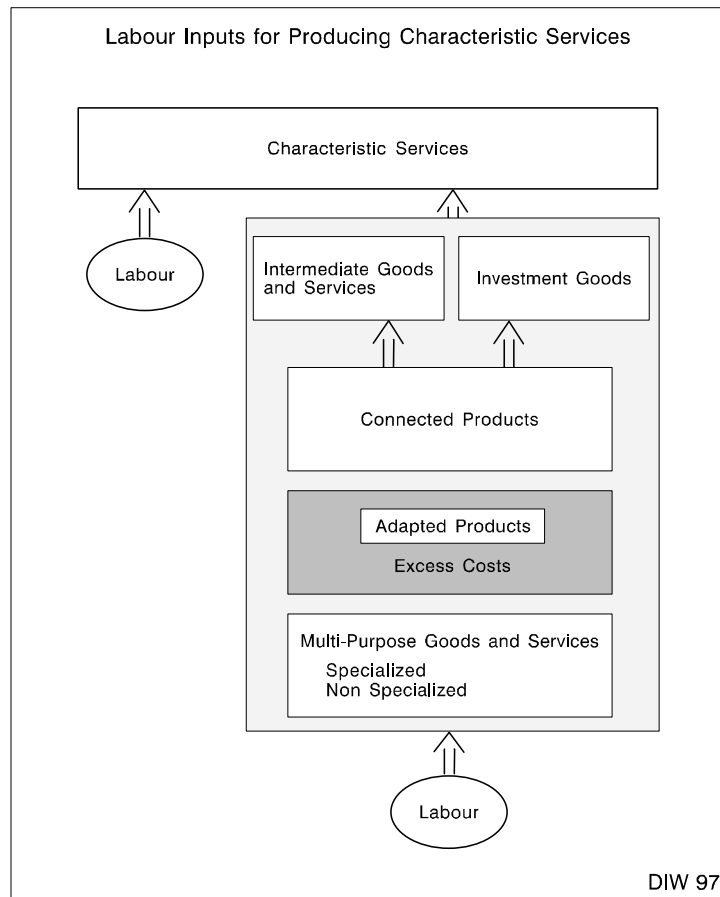 Labour Inputs for Producing Characteristic Services
Characteristic Services
Labour
Intermediate Goods
and Services
Investment Goods
Connected Products
Adapted Products
Excess Costs
Multi-Purpose Goods and Services
Specialized
Non Specialized
Labour
DIW 97